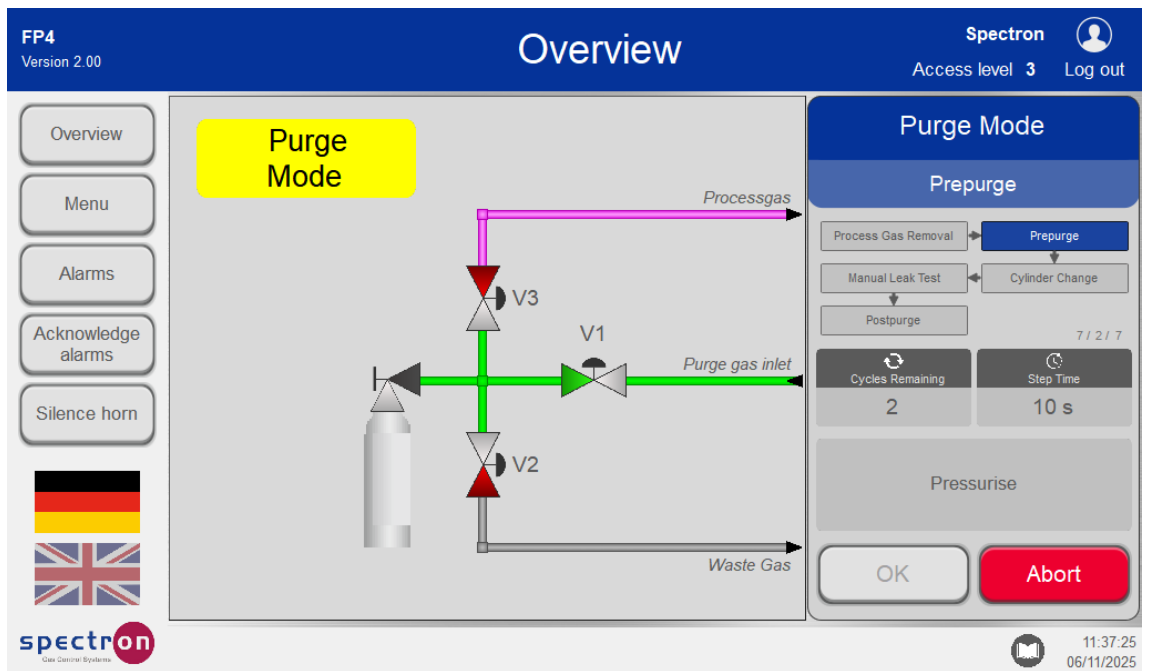 FP4
Version 2.00
Overview
Spectron
Access level 3
Log out
Overview
Menu
Alarms
Acknowledge
alarms
Silence horn
spectron
Gas Control Systems
Purge
Mode
Processgas
V3
V1
Purge gas inlet
V2
Waste Gas
Purge Mode
Prepurge
Process Gas Removal
Prepurge
Manual Leak Test
Cylinder Change
Postpurge
7 / 2 / 7
Cycles Remaining
Step Time
2
10 s
Pressurise
OK
Abort
11:37:25
06/11/2025